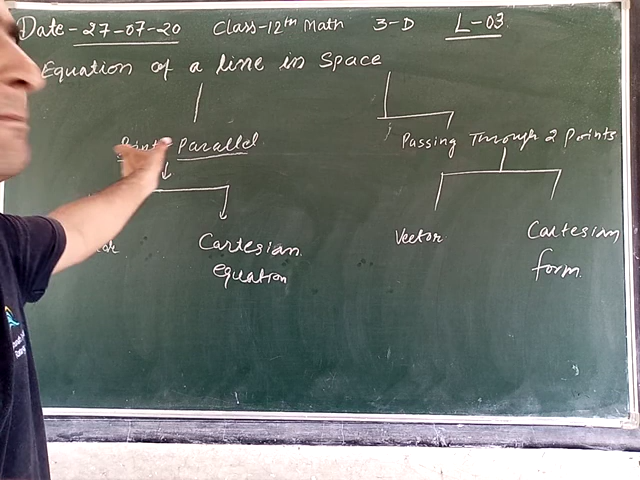 Date - 27-07-20 Class-12th Math 3-D L-03
Equation of a line in Space
Point Parallel Passing Through 2 Points
Vector Cartesian form
Cartesian equation